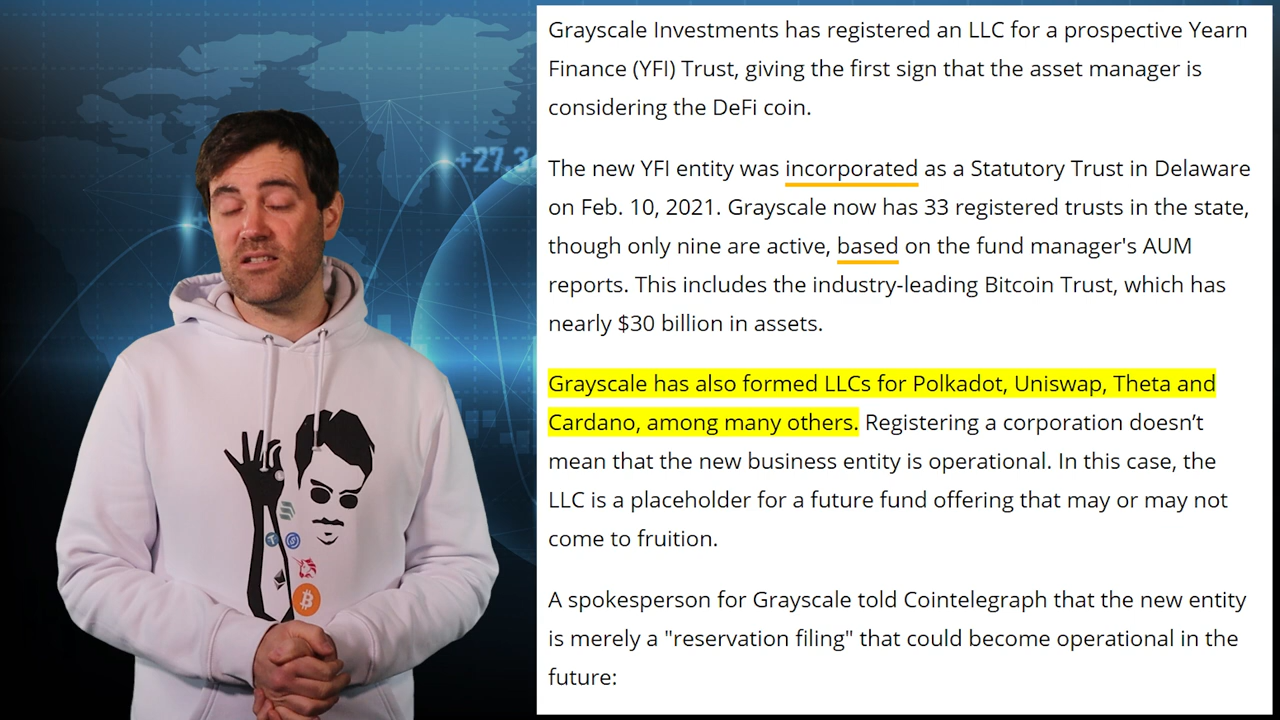 Grayscale Investments has registered an LLC for a prospective Yearn
Finance (YFI) Trust, giving the first sign that the asset manager is
considering the DeFi coin.
The new YFI entity was incorporated as a Statutory Trust in Delaware
on Feb. 10, 2021. Grayscale now has 33 registered trusts in the state,
though only nine are active, based on the fund manager's AUM
reports. This includes the industry-leading Bitcoin Trust, which has
nearly $30 billion in assets.
Grayscale has also formed LLCs for Polkadot, Uniswap, Theta and
Cardano, among many others. Registering a corporation doesn’t
mean that the new business entity is operational. In this case, the
LLC is a placeholder for a future fund offering that may or may not
come to fruition.
A spokesperson for Grayscale told Cointelegraph that the new entity
is merely a "reservation filing" that could become operational in the
future:
+27.3